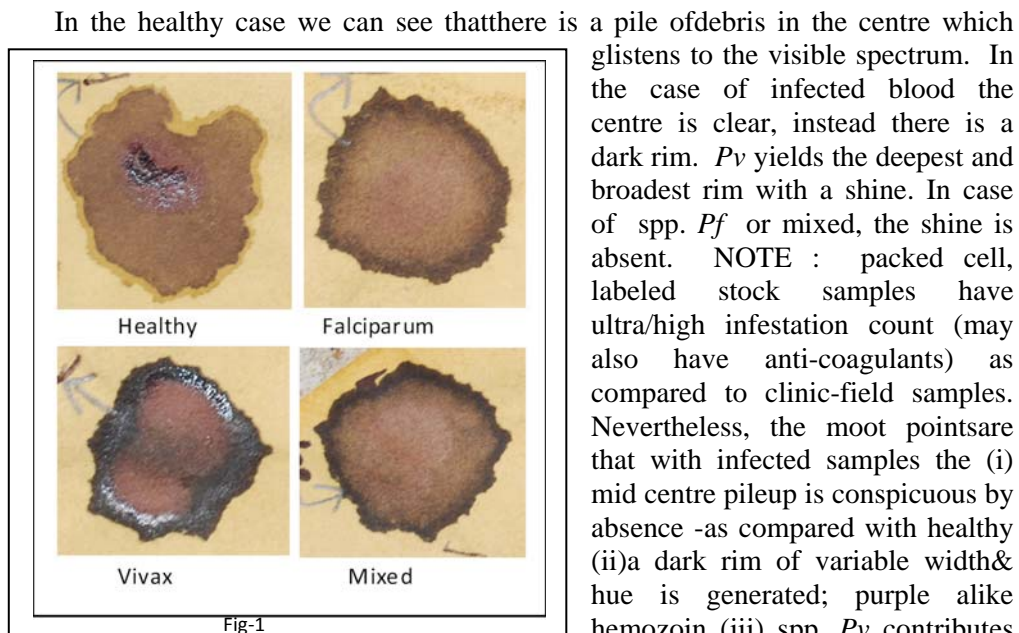 In the healthy case we can see thatthere is a pile ofdebris in the centre which
glistens to the visible spectrum. In
the case of infected blood the
centre is clear, instead there is a
dark rim. Pv yields the deepest and
broadest rim with a shine. In case
of spp. Pf or mixed, the shine is
absent. NOTE : packed cell,
labeled stock samples have
ultra/high infestation count (may
also have anti-coagulants) as
compared to clinic-field samples.
Nevertheless, the moot pointsare
that with infected samples the (i)
mid centre pileup is conspicuous by
absence -as compared with healthy
(ii)a dark rim of variable width&
hue is generated; purple alike
hemozoin (iii) spp. Pv contributes
Healthy
Falciparum
Vivax
Mixed
Fig-1